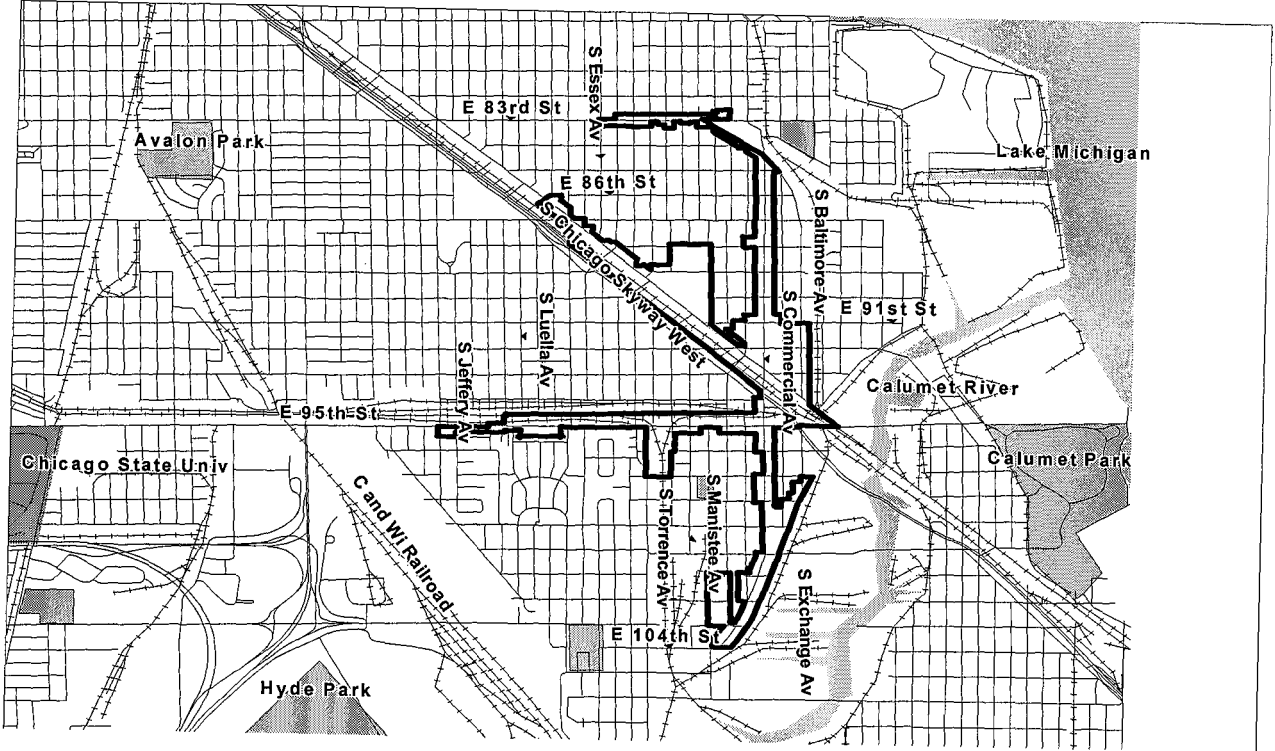 S Essex Av
E 83rd St
Avalon Park
Lake Michigan
E 86th St
S Chicago Skyway West
S Baltimore Av
E 91st St
S Luella Av
S Commercial Av
S Jeffery Av
Calumet River
E 95th St
Chicago State Univ
Calumet Park
C and WI Railroad
S Torrence Av
S Manistee Av
S Exchange Av
E 104th St
Hyde Park